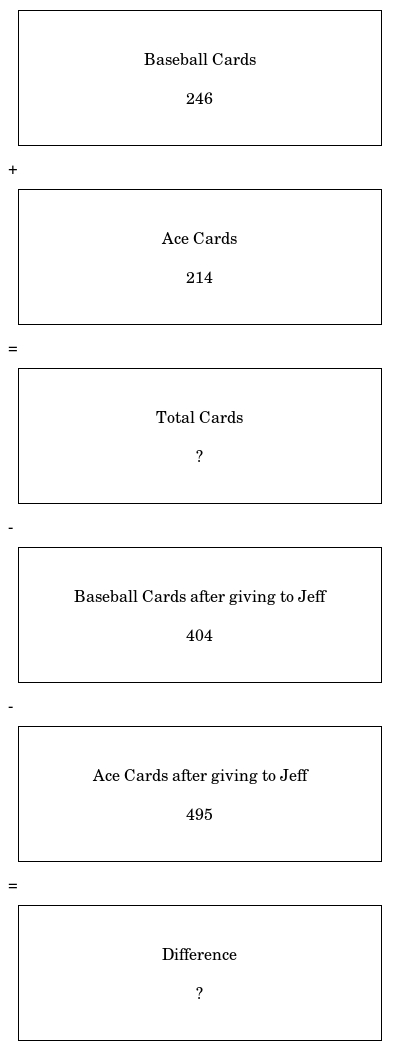 Baseball Cards
246
+
Ace Cards
214
=
Total Cards
?
-
Baseball Cards after giving to Jeff
404
-
Ace Cards after giving to Jeff
495
=
Difference
?